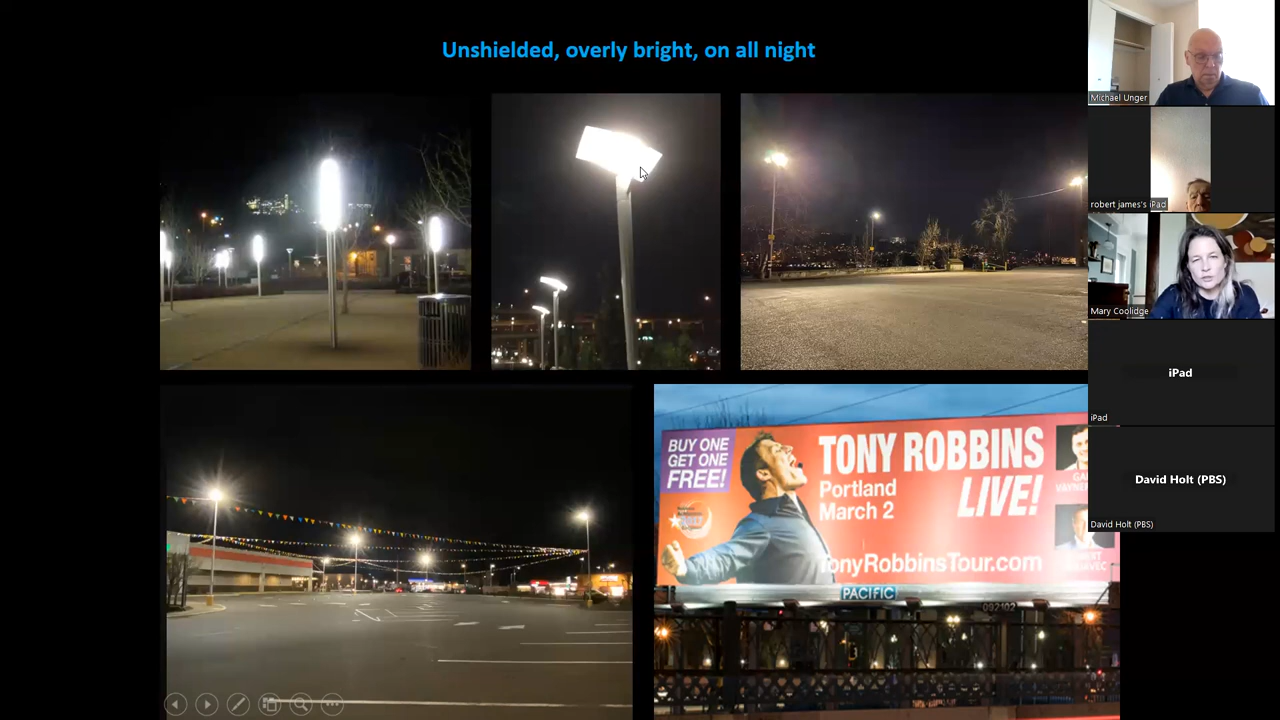 Unshielded, overly bright, on all night
BUY ONE
GET ONE
FREE!
TONY ROBBINS
LIVE!
Portland
March 2
TonyRobbinsTour.com
PACIFIC
092102
Michael Unger
robert james's iPad
Mary Coolidge
iPad
iPad
David Holt (PBS)
David Holt (PBS)